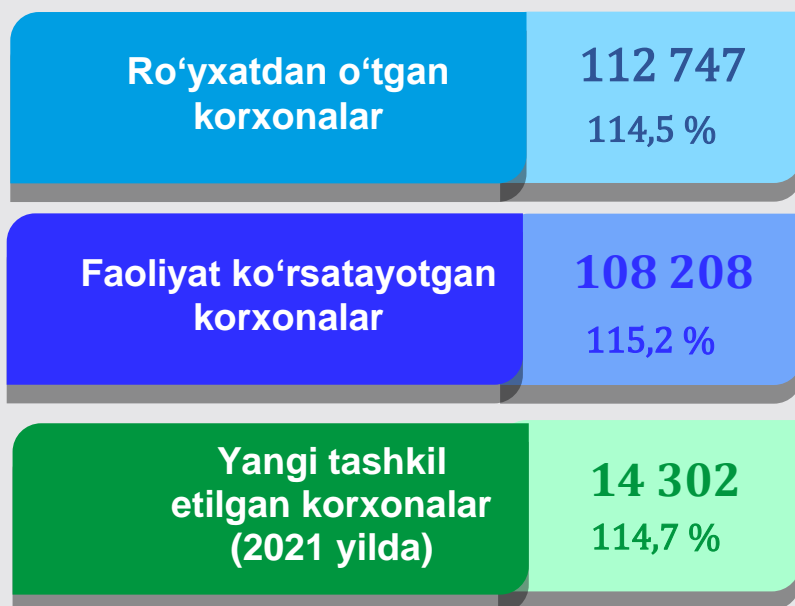 Ro‘yxatdan o‘tgan
korxonalar
112 747
114,5 %
Faoliyat ko‘rsatayotgan
korxonalar
108 208
115,2 %
Yangi tashkil
etilgan korxonalar
(2021 yilda)
14 302
114,7 %